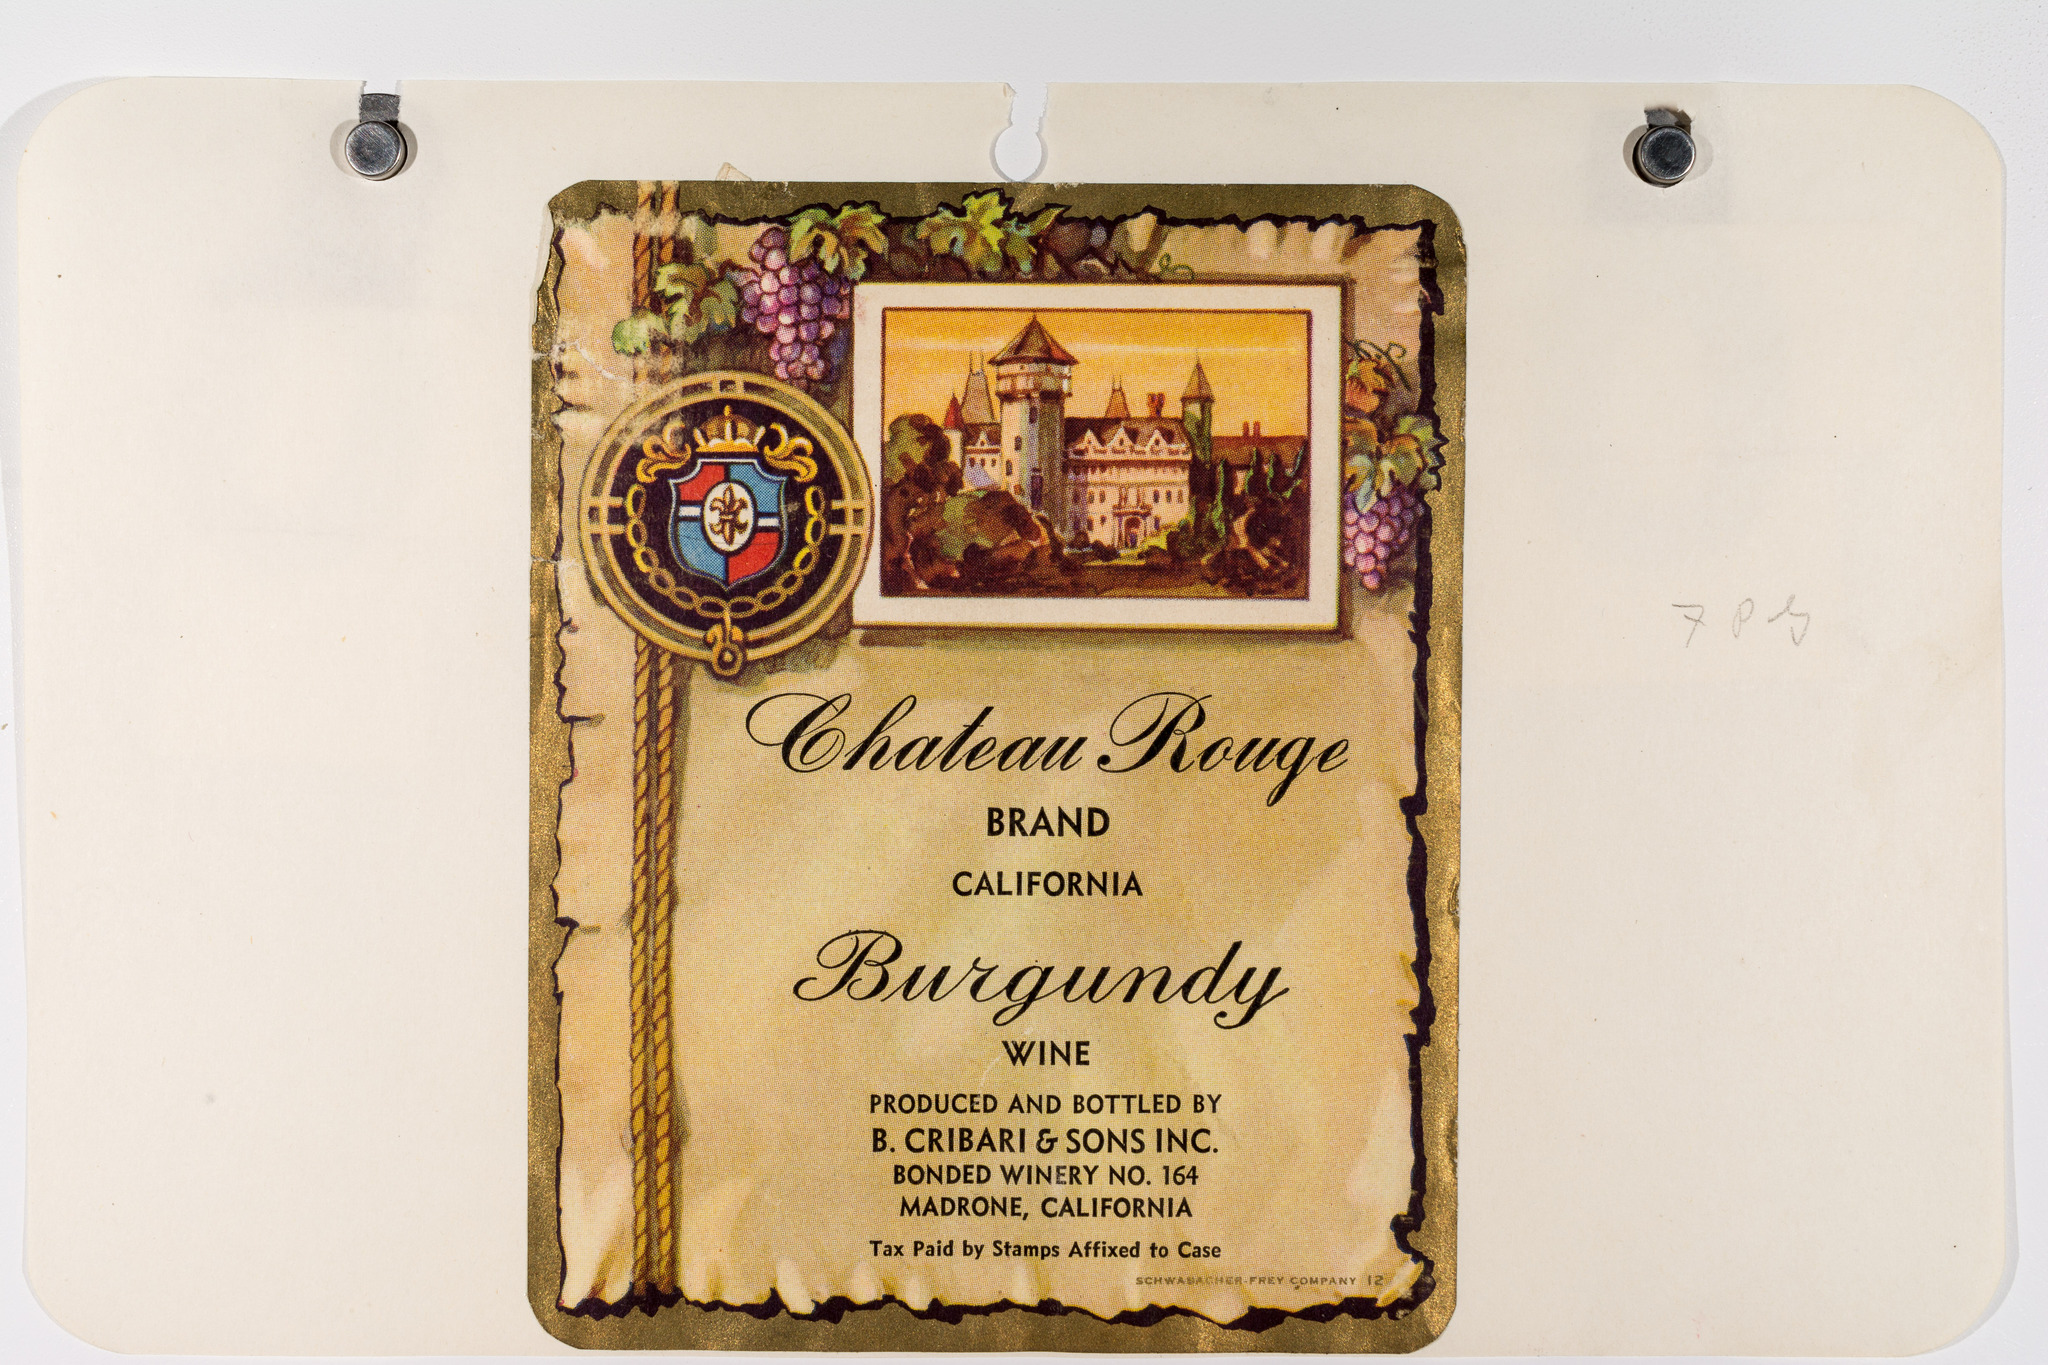 Chateau Rouge
BRAND
CALIFORNIA
Burgundy
WINE
PRODUCED AND BOTTLED BY
B. CRIBARI & SONS INC.
BONDED WINERY NO. 164
MADRONE, CALIFORNIA
Tax Paid by Stamps Affixed to Case
SCHWABACHER-FREY COMPANY 12